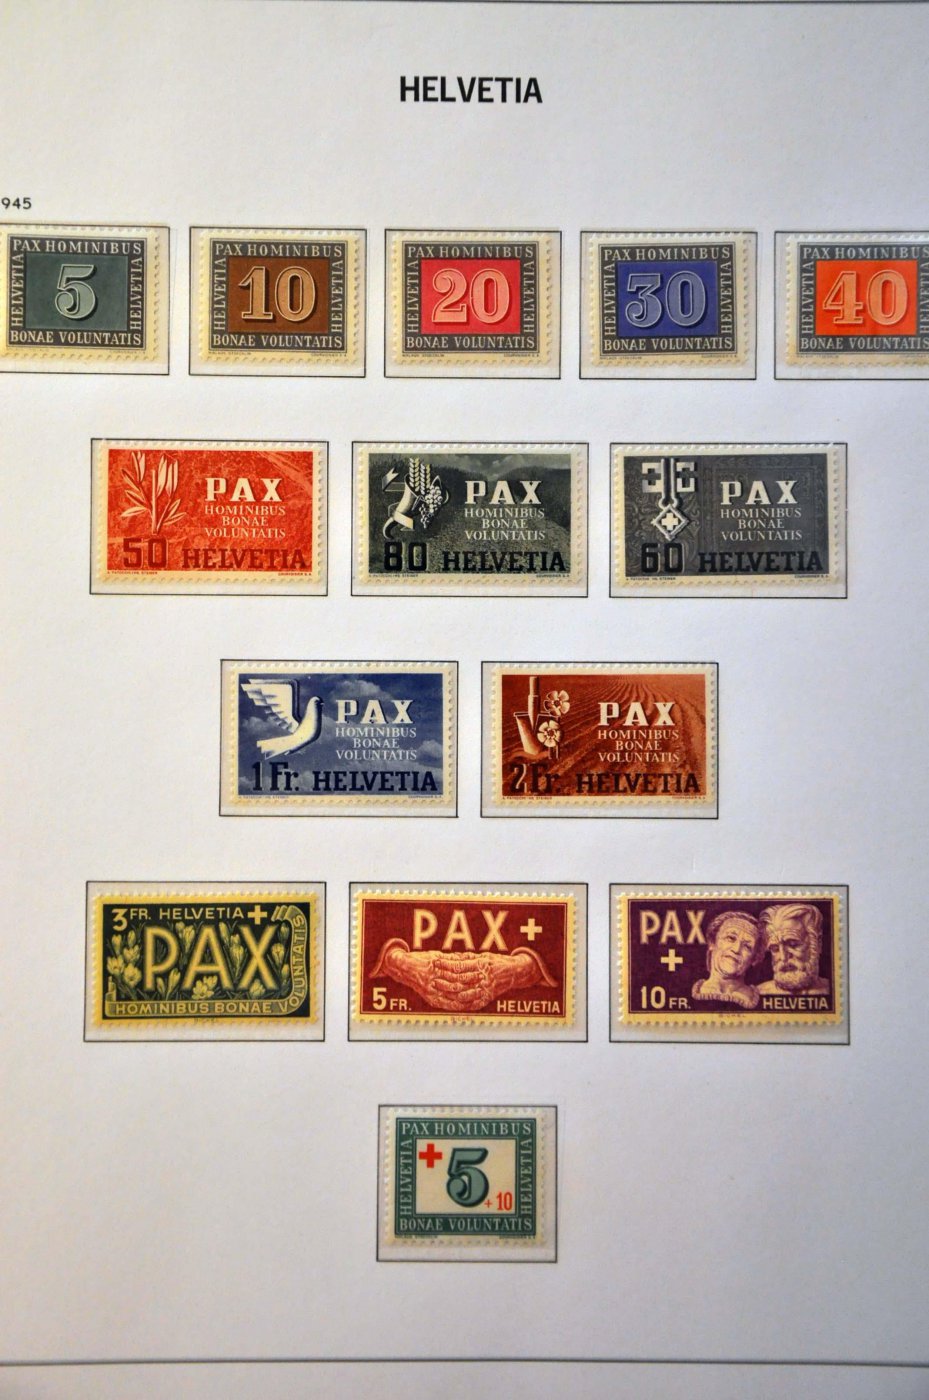 HELVETIA
945
PAX HOMINIBUS
HELVETIA
5
HELVETIA
BONAE VOLUNTATIS
PAX HOMINIBUS
HELVETIA
10
HELVETIA
BONAE VOLUNTATIS
PAX HOMINIBUS
HELVETIA
20
HELVETIA
BONAE VOLUNTATIS
PAX HOMINIBUS
HELVETIA
30
HELVETIA
BONAE VOLUNTATIS
PAX HOMINIBUS
HELVETIA
40
BONAE VOLUNTATIS
PAX
HOMINIBUS
BONAE
VOLUNTATIS
50 HELVETIA
PAX
HOMINIBUS
BONAE
VOLUNTATIS
80 HELVETIA
PAX
HOMINIBUS
BONAE
VOLUNTATIS
60 HELVETIA
PAX
HOMINIBUS
BONAE
VOLUNTATIS
1 Fr. HELVETIA
PAX
HOMINIBUS
BONAE
VOLUNTATIS
2 Fr. HELVETIA
3 FR. HELVETIA +
PAX
HOMINIBUS BONAE VOLUNTATIS
BICKEL
PAX +
5 FR. HELVETIA
BICKEL
PAX
+
10 FR. HELVETIA
BICKEL
PAX HOMINIBUS
HELVETIA
5
+ 10
HELVETIA
BONAE VOLUNTATIS